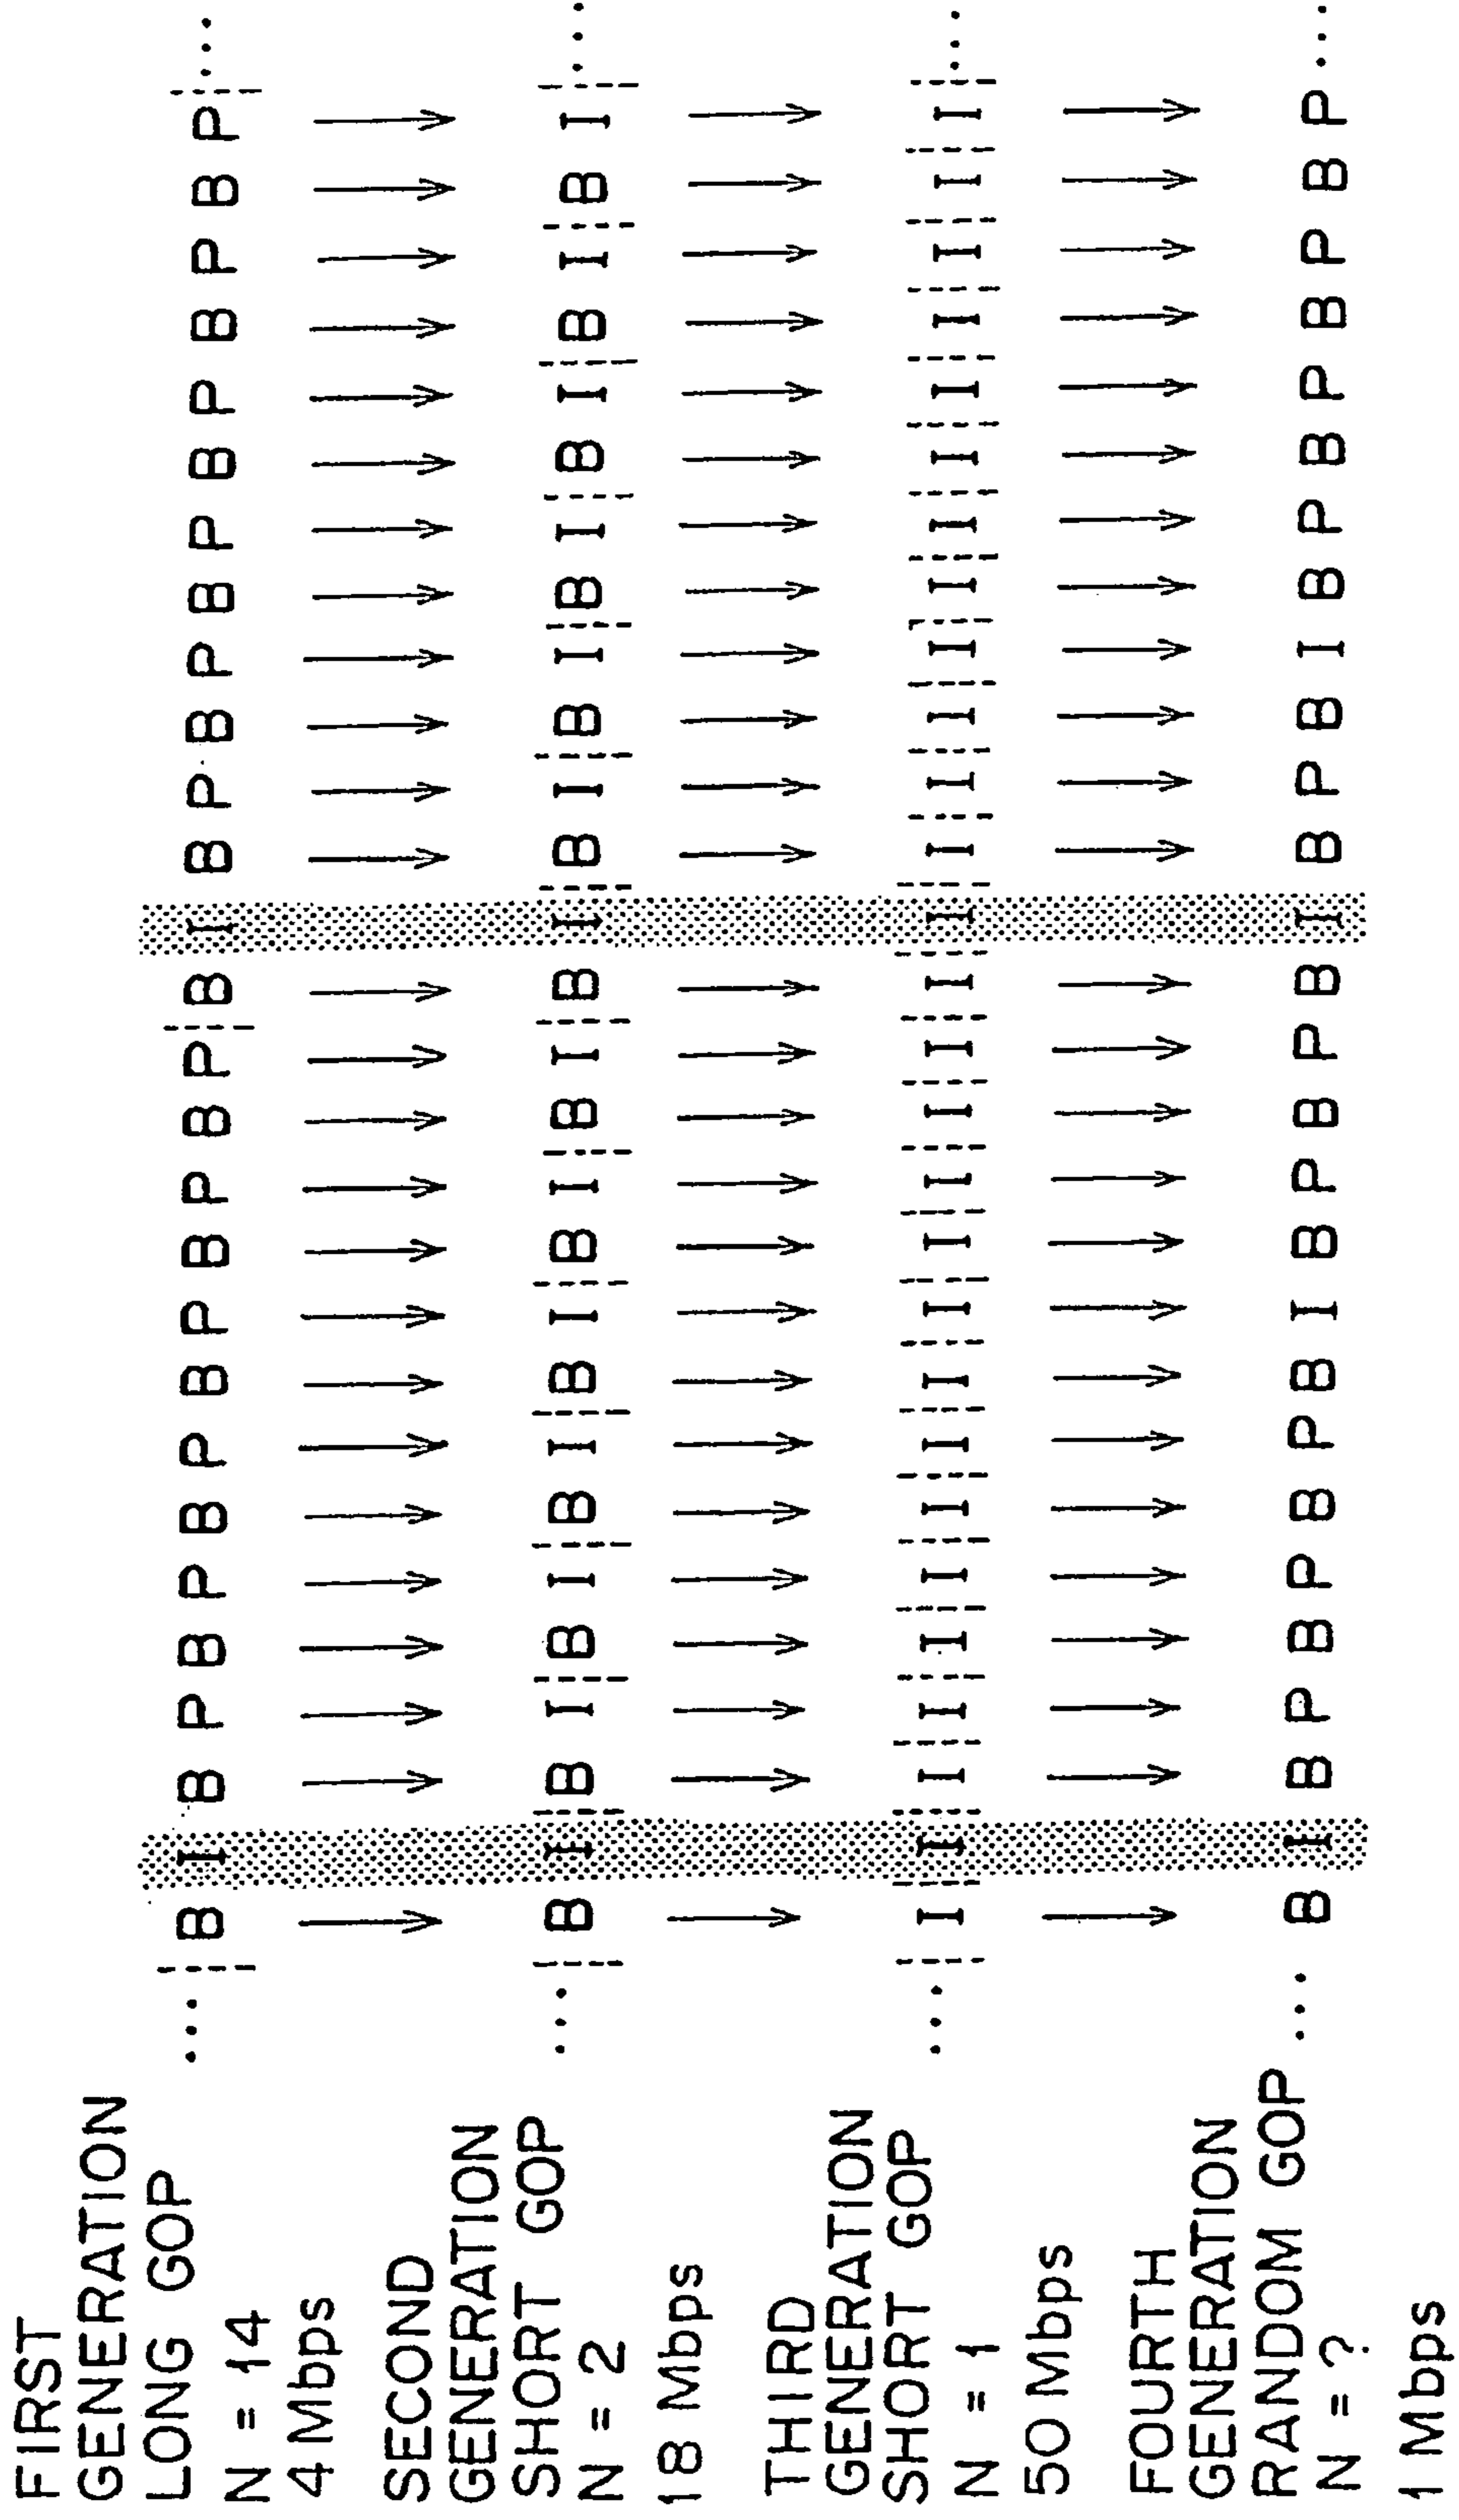 FIRST
GENERATION
LONG GOP ... B I B P B P B P B P B P B P B I B P B P B P B P B P B P ...
N = 14
4 Mbps
SECOND
GENERATION
SHORT GOP ... B I B I B I B I B I B I B I B I B I B I B I B I B I B I ...
N = 2
18 Mbps
THIRD
GENERATION
SHORT GOP ... I I I I I I I I I I I I I I I I I I I I I I I I I I I I ...
N = 1
50 Mbps
FOURTH
GENERATION
RANDOM GOP ... B I B P B P B P B I B P B P B I B P B I B P B P B P B P ...
N = ?
1 Mbps